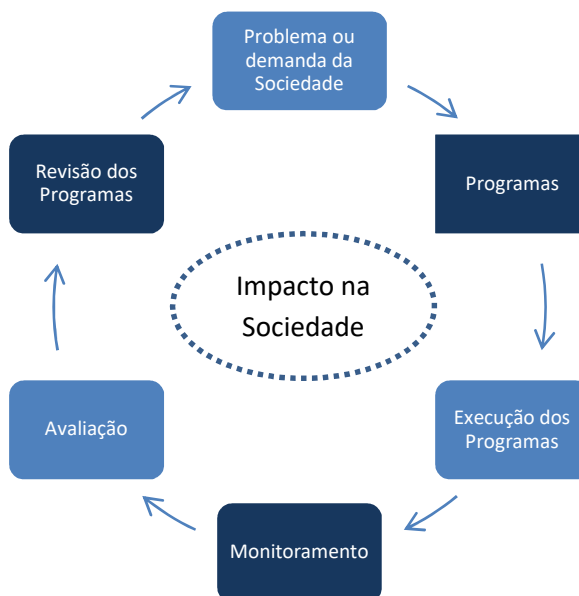 Problema ou
demanda da
Sociedade
Revisão dos
Programas
Programas
Impacto na
Sociedade
Avaliação
Execução dos
Programas
Monitoramento